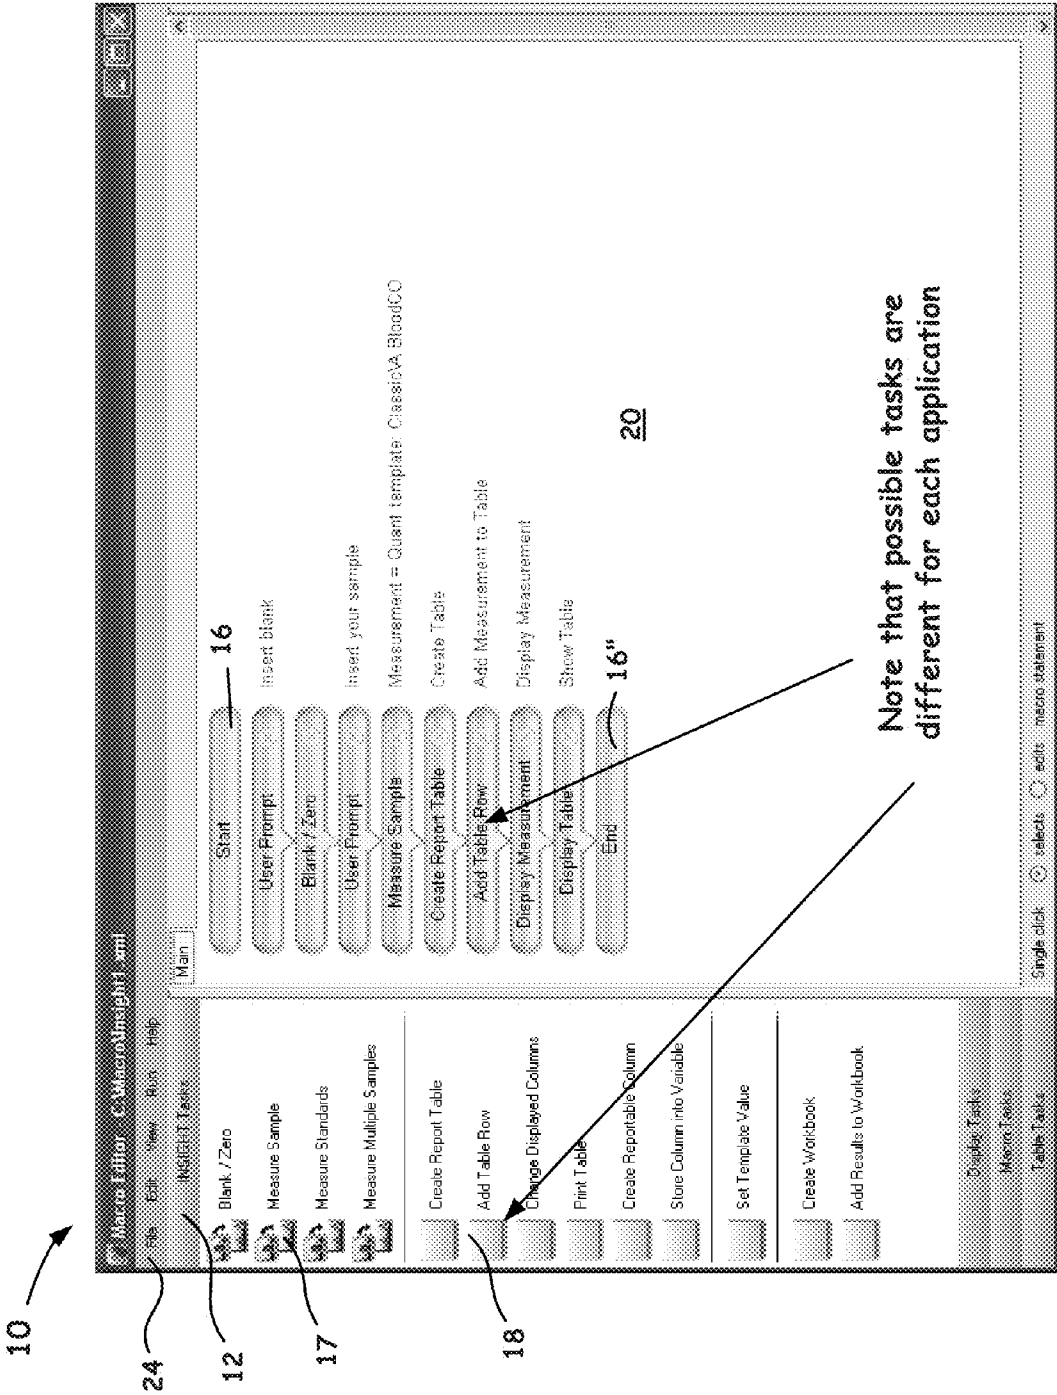 10
24
12
17
18
Macro Editor - C:\Macro\Insight1.xml
File Edit View Run Help
INSIGHT Tasks
Blank / Zero
Measure Sample
Measure Standards
Measure Multiple Samples
Create Report Table
Add Table Row
Change Displayed Columns
Print Table
Create Reportable Column
Store Column into Variable
Set Template Value
Create Workbook
Add Results to Workbook
Display Tasks
Macro Tasks
Table Tasks
Main
Start
16
User Prompt Insert blank
Blank / Zero
User Prompt Insert your sample
Measure Sample Measurement = Quant template: Classic\A BloodCO
Create Report Table Create Table
Add Table Row Add Measurement to Table
Display Measurement Display Measurement
Display Table Show Table
End
16"
20
Note that possible tasks are
different for each application
Single click selects edits macro statement